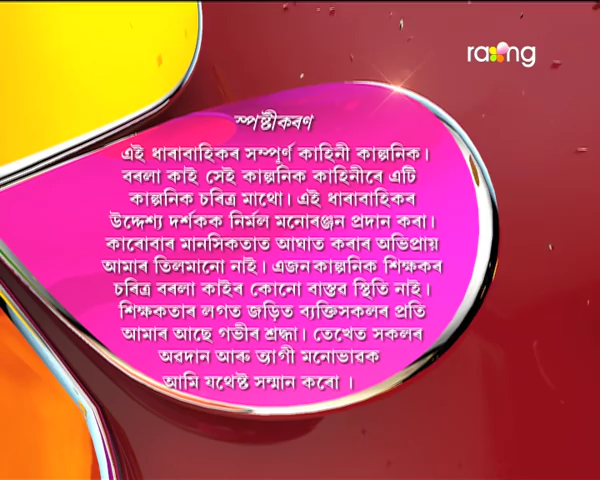 rang
স্পষ্টীকৰণ
এই ধাৰাবাহিকৰ সম্পূৰ্ণ কাহিনী কাল্পনিক।
বৰলা কাই সেই কাল্পনিক কাহিনীৰে এটি
কাল্পনিক চৰিত্ৰ মাথো। এই ধাৰাবাহিকৰ
উদ্দেশ্য দৰ্শকক নিৰ্মল মনোৰঞ্জন প্ৰদান কৰা।
কাৰোবাৰ মানসিকতাত আঘাত কৰাৰ অভিপ্ৰায়
আমাৰ তিলমানো নাই। এজন কাল্পনিক শিক্ষকৰ
চৰিত্ৰ বৰলা কাইৰ কোনো বাস্তৱ স্থিতি নাই।
শিক্ষকতাৰ লগত জড়িত ব্যক্তিসকলৰ প্ৰতি
আমাৰ আছে গভীৰ শ্ৰদ্ধা। তেখেত সকলৰ
অৱদান আৰু ত্যাগী মনোভাবক
আমি যথেষ্ট সন্মান কৰো ।